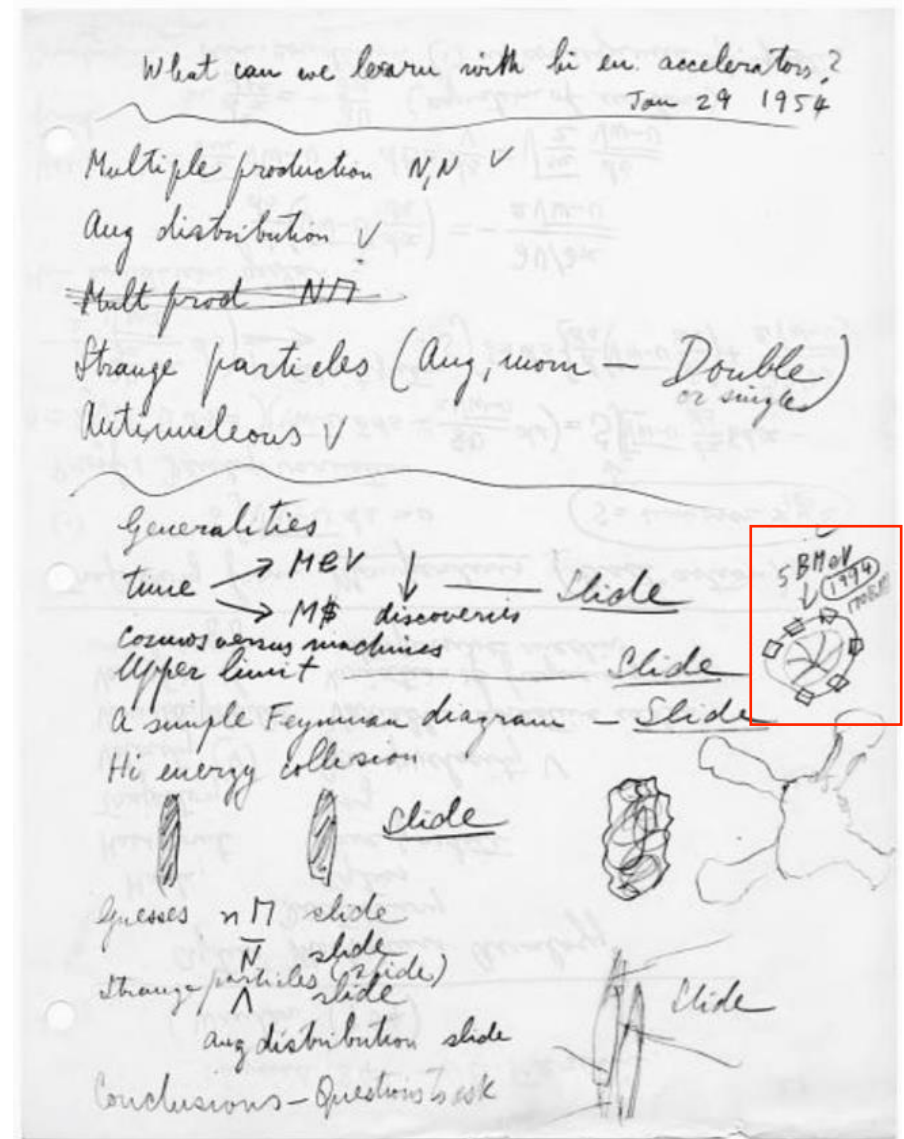 What can we learn with hi en. accelerators?
Jan 29 1954
Multiple production N,N √
Ang distribution √
Mult prod NΠ
Strange particles (Ang, mom — Double)
or single
Antinucleons √
Generalities
time → MeV
→ M$ discoveries — Slide
Cosmos versus machines
Upper limit — Slide
5 BMeV
1994
A simple Feynman diagram — Slide
Hi energy collision
Slide
Guesses nΠ slide
N̅ slide
Strange particles (slide)
Λ slide
ang distribution slide
Slide
Conclusions — Questions to ask